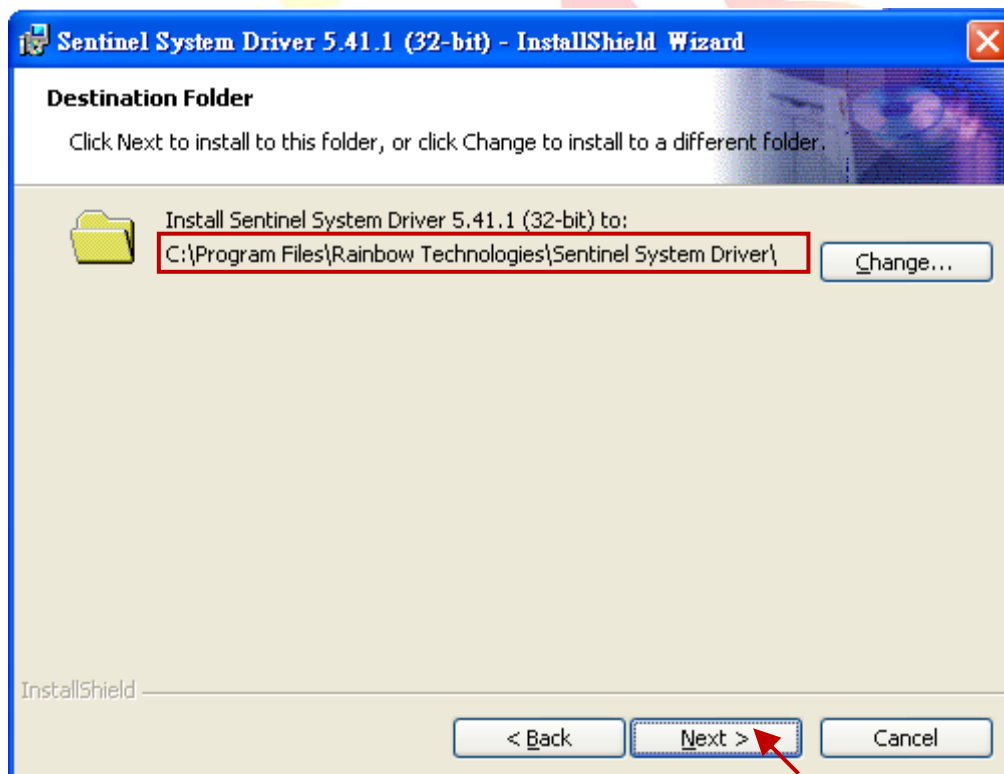 Sentinel System Driver 5.41.1 (32-bit) - InstallShield Wizard
Destination Folder
Click Next to install to this folder, or click Change to install to a different folder.
Install Sentinel System Driver 5.41.1 (32-bit) to:
C:\Program Files\Rainbow Technologies\Sentinel System Driver\
Change...
InstallShield
< Back
Next >
Cancel